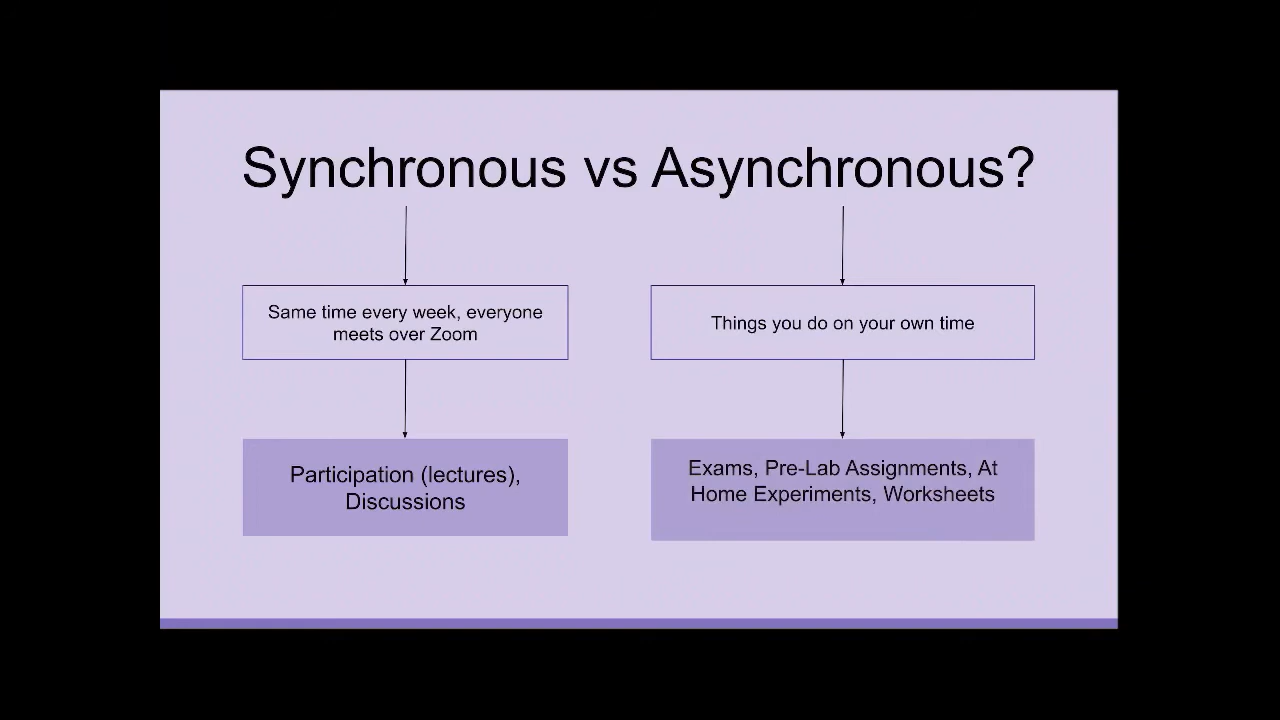 Synchronous vs Asynchronous?
Same time every week, everyone
meets over Zoom
Things you do on your own time
Participation (lectures),
Discussions
Exams, Pre-Lab Assignments, At
Home Experiments, Worksheets